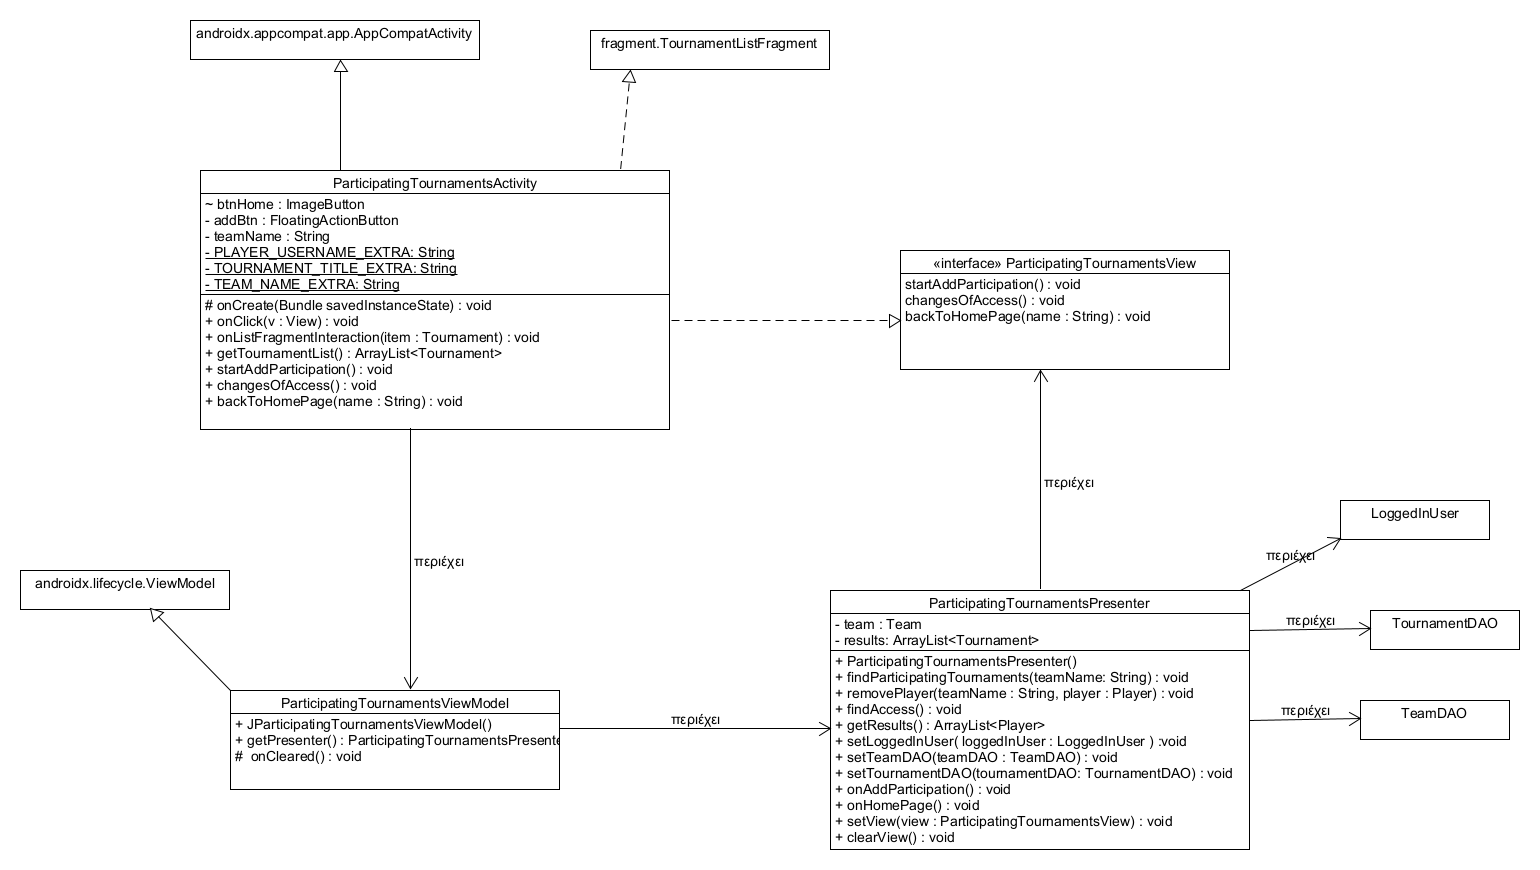 androidx.appcompat.app.AppCompatActivity
fragment.TournamentListFragment
ParticipatingTournamentsActivity
~ btnHome : ImageButton
- addBtn : FloatingActionButton
- teamName : String
- PLAYER_USERNAME_EXTRA: String
- TOURNAMENT_TITLE_EXTRA: String
- TEAM_NAME_EXTRA: String
# onCreate(Bundle savedInstanceState) : void
+ onClick(v : View) : void
+ onListFragmentInteraction(item : Tournament) : void
+ getTournamentList() : ArrayList<Tournament>
+ startAddParticipation() : void
+ changesOfAccess() : void
+ backToHomePage(name : String) : void
«interface» ParticipatingTournamentsView
startAddParticipation() : void
changesOfAccess() : void
backToHomePage(name : String) : void
περιέχει
περιέχει
LoggedInUser
περιέχει
androidx.lifecycle.ViewModel
ParticipatingTournamentsPresenter
- team : Team
- results: ArrayList<Tournament>
+ ParticipatingTournamentsPresenter()
+ findParticipatingTournaments(teamName: String) : void
+ removePlayer(teamName : String, player : Player) : void
+ findAccess() : void
+ getResults() : ArrayList<Player>
+ setLoggedInUser( loggedInUser : LoggedInUser ) :void
+ setTeamDAO(teamDAO : TeamDAO) : void
+ setTournamentDAO(tournamentDAO: TournamentDAO) : void
+ onAddParticipation() : void
+ onHomePage() : void
+ setView(view : ParticipatingTournamentsView) : void
+ clearView() : void
περιέχει
TournamentDAO
περιέχει
TeamDAO
ParticipatingTournamentsViewModel
+ JParticipatingTournamentsViewModel()
+ getPresenter() : ParticipatingTournamentsPresente
# onCleared() : void
περιέχει